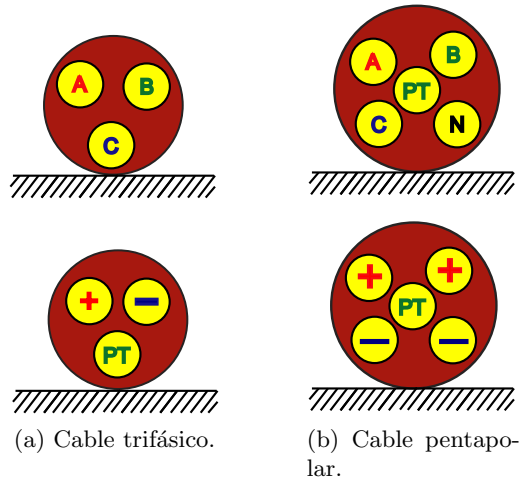 A B
C
A B
PT
C N
+ −
PT
+ +
PT
− −
(a) Cable trifásico.
(b) Cable pentapo-
lar.